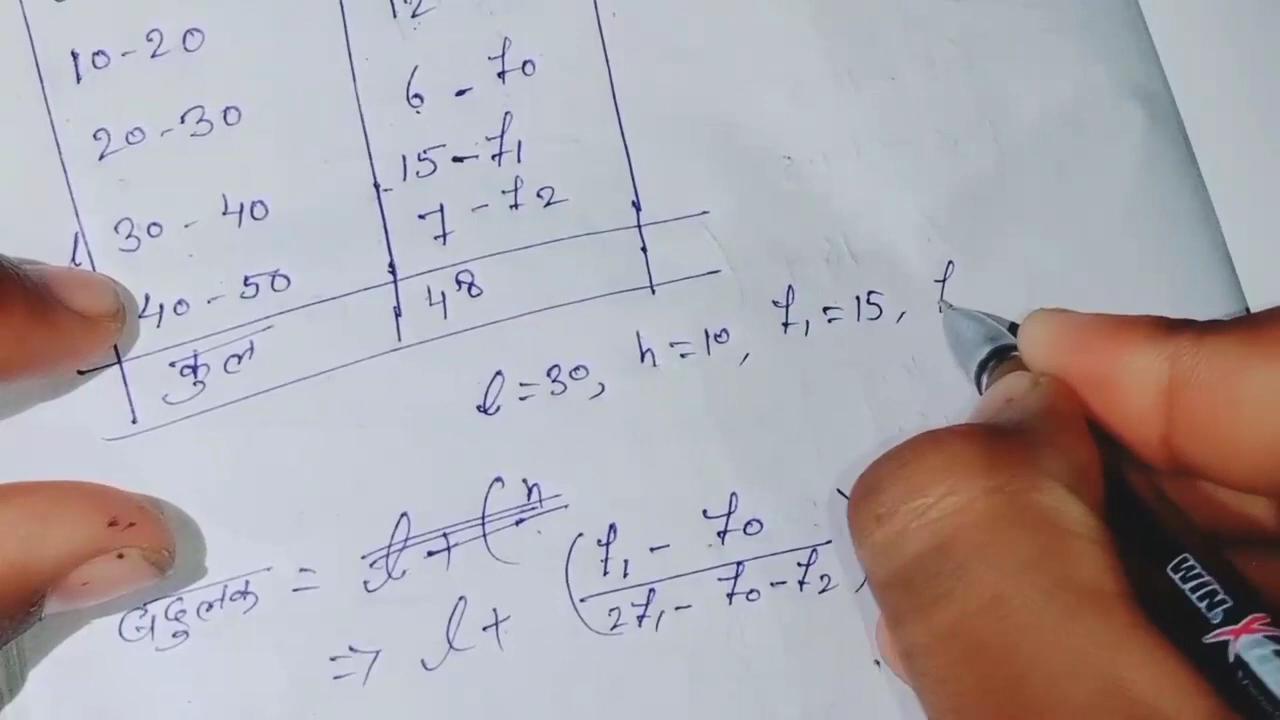 12
10-20
6 - f0
20-30
15 - f1
30 - 40
7 - f2
l
40 - 50
48
कुल
l = 30, h = 10, f1 = 15, f
बहुलक = l + ( h
=> l + ( f1 - f0
2f1 - f0 - f2
WIN X